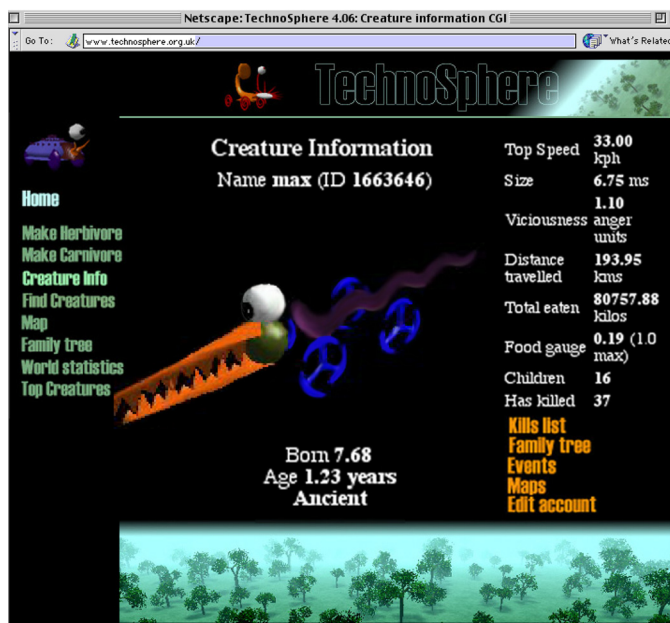 Netscape: TechnoSphere 4.06: Creature information CGI
Go To: www.technosphere.org.uk/ What's Related
TechnoSphere
Home
Make Herbivore
Make Carnivore
Creature Info
Find Creatures
Map
Family tree
World statistics
Top Creatures
Creature Information
Name max (ID 1663646)
Born 7.68
Age 1.23 years
Ancient
Top Speed 33.00 kph
Size 6.75 ms
Viciousness 1.10 anger units
Distance travelled 193.95 kms
Total eaten 80757.88 kilos
Food gauge 0.19 (1.0 max)
Children 16
Has killed 37
Kills list
Family tree
Events
Maps
Edit account